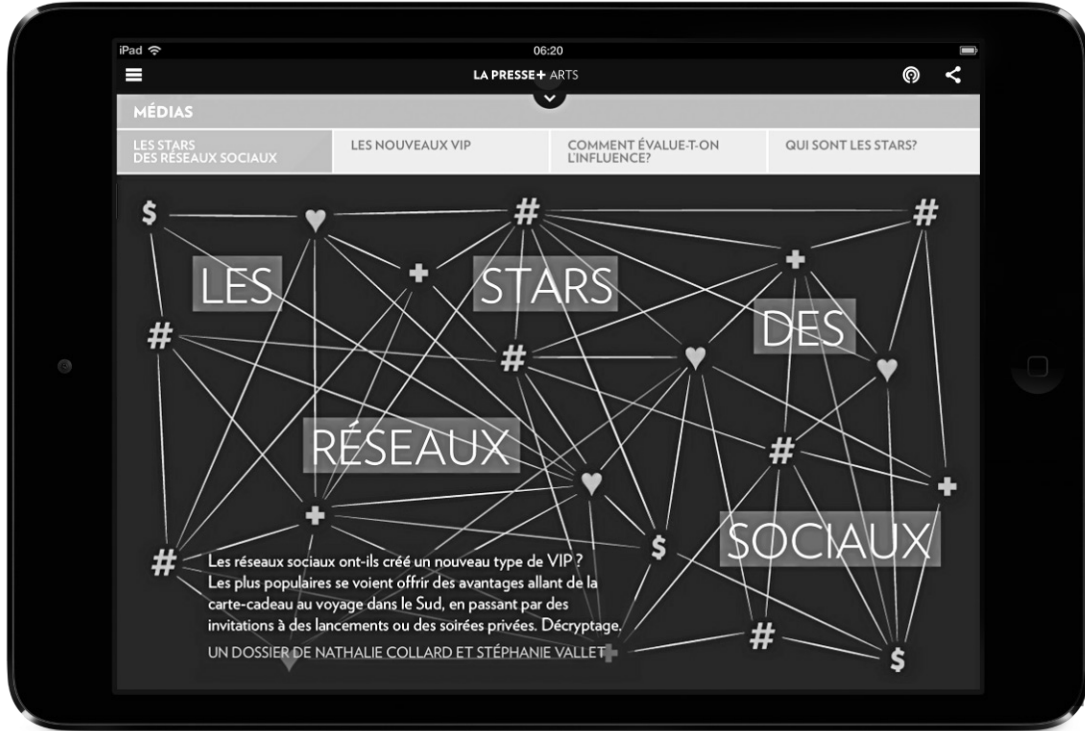 iPad
06:20
LA PRESSE+ ARTS
MÉDIAS
LES STARS
DES RÉSEAUX SOCIAUX
LES NOUVEAUX VIP
COMMENT ÉVALUE-T-ON
L'INFLUENCE?
QUI SONT LES STARS?
LES STARS DES
RÉSEAUX
SOCIAUX
Les réseaux sociaux ont-ils créé un nouveau type de VIP ?
Les plus populaires se voient offrir des avantages allant de la
carte-cadeau au voyage dans le Sud, en passant par des
invitations à des lancements ou des soirées privées. Décryptage.
UN DOSSIER DE NATHALIE COLLARD ET STÉPHANIE VALLET